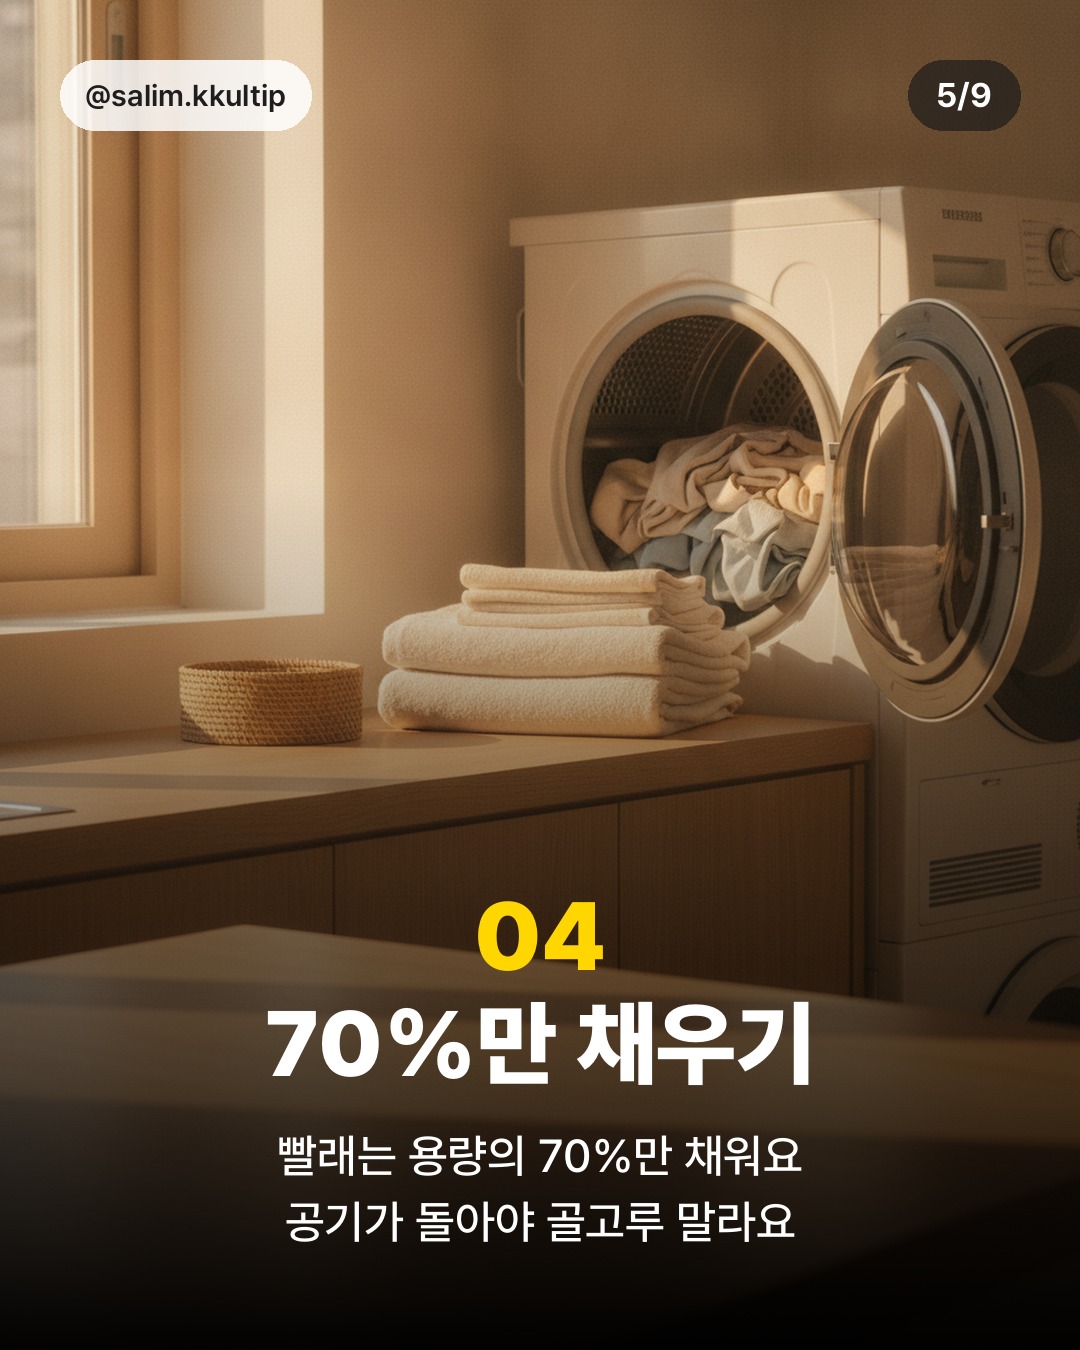 @salim.kkultip
5/9
04
70%만 채우기
빨래는 용량의 70%만 채워요
공기가 돌아야 골고루 말라요